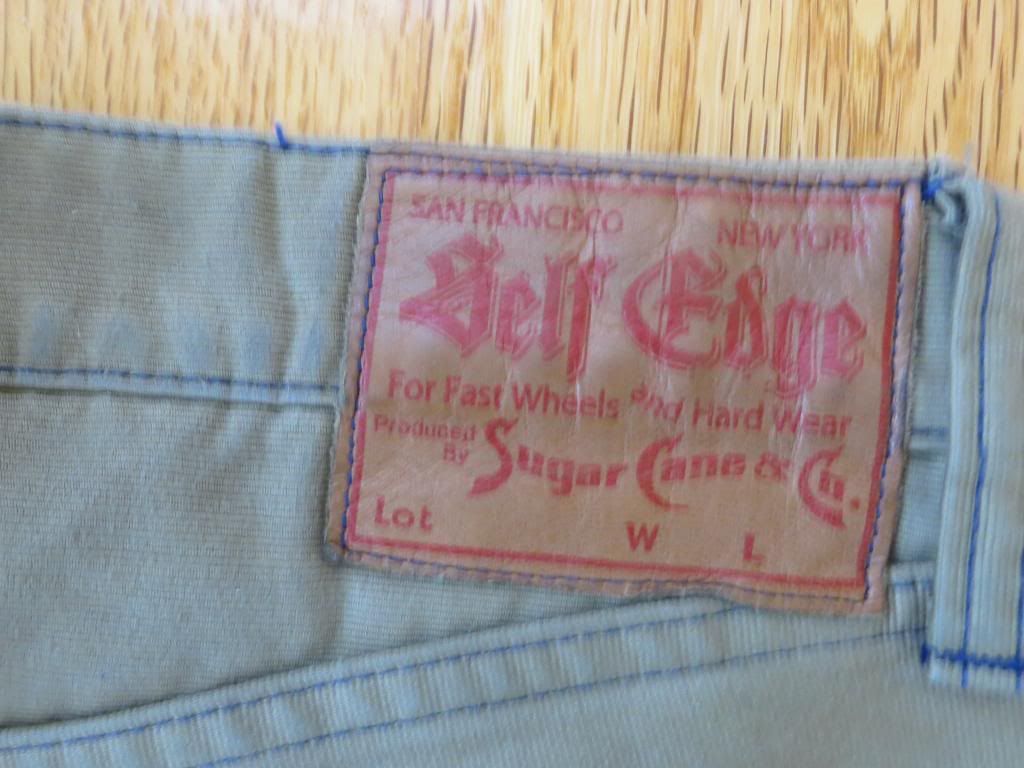 SAN FRANCISCO NEW YORK
Self Edge
For Fast Wheels and Hard Wear
Produced By Sugar Cane & Co.
Lot W L